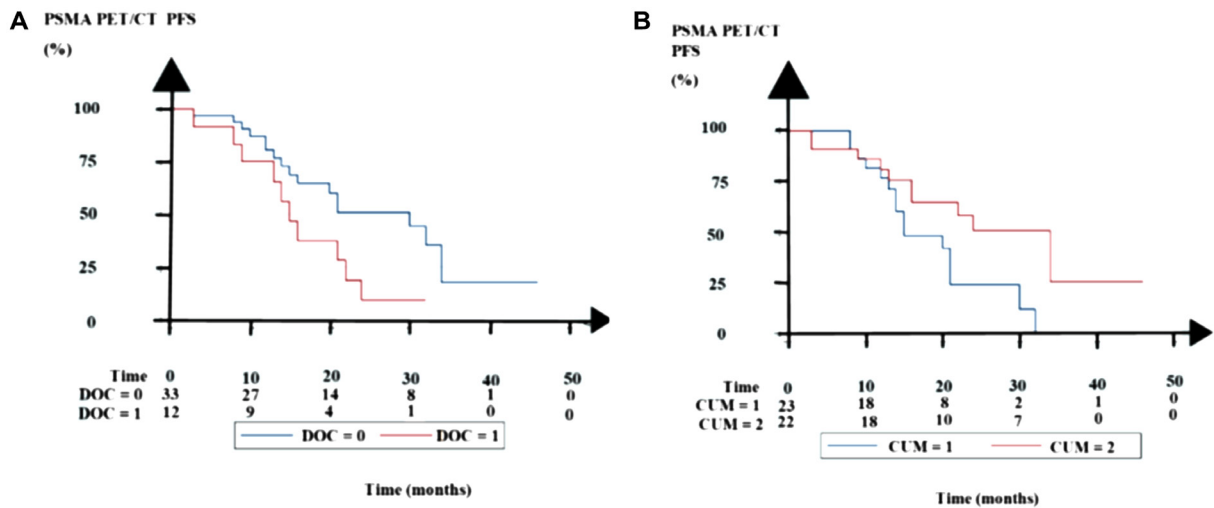 A
PSMA PET/CT PFS
(%)
100
75
50
25
0
Time 0 10 20 30 40 50
DOC = 0 33 27 14 8 1 0
DOC = 1 12 9 4 1 0 0
DOC = 0 DOC = 1
Time (months)
B
PSMA PET/CT
PFS
(%)
100
75
50
25
0
Time 0 10 20 30 40 50
CUM = 1 23 18 8 2 1 0
CUM = 2 22 18 10 7 0 0
CUM = 1 CUM = 2
Time (months)